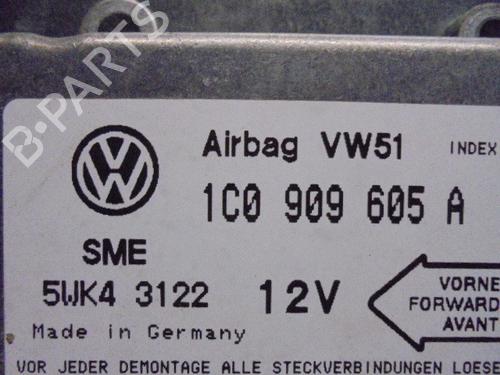 B-PARTS
Airbag VW51 INDEX
1C0 909 605 A
SME
5WK4 3122 12V
VORNE
FORWARD
AVANT
Made in Germany
VOR JEDER DEMONTAGE ALLE STECKVERBINDUNGEN LOESE